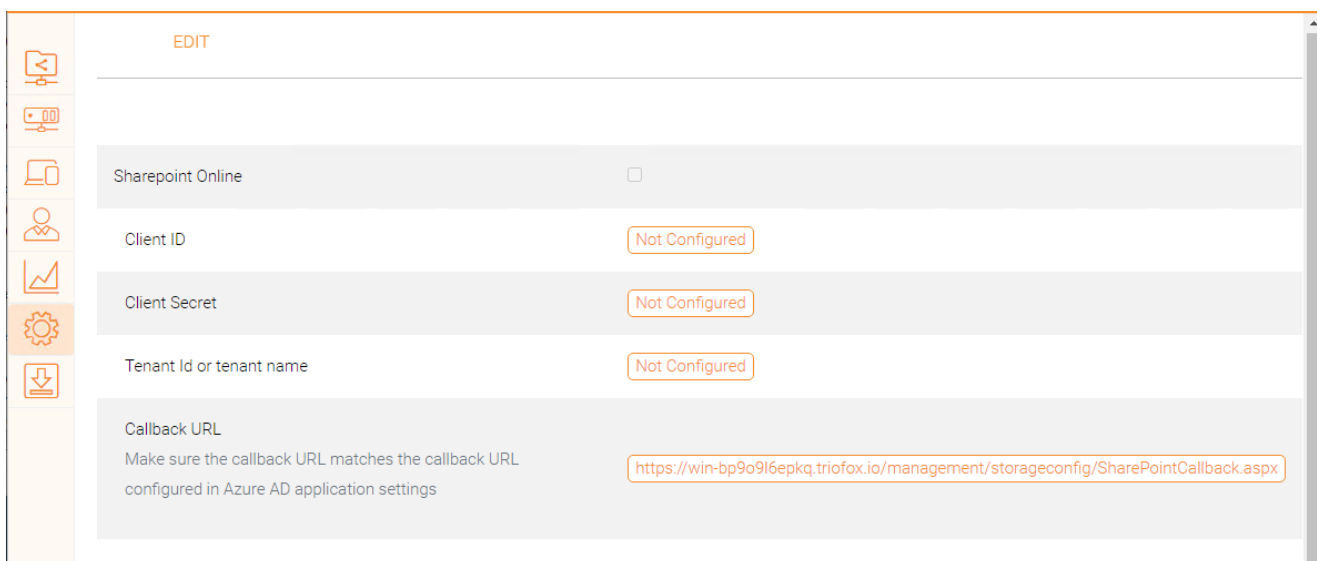 EDIT
Sharepoint Online
Client ID
Not Configured
Client Secret
Not Configured
Tenant Id or tenant name
Not Configured
Callback URL
Make sure the callback URL matches the callback URL
configured in Azure AD application settings
https://win-bp9o9l6epkq.triofox.io/management/storageconfig/SharePointCallback.aspx